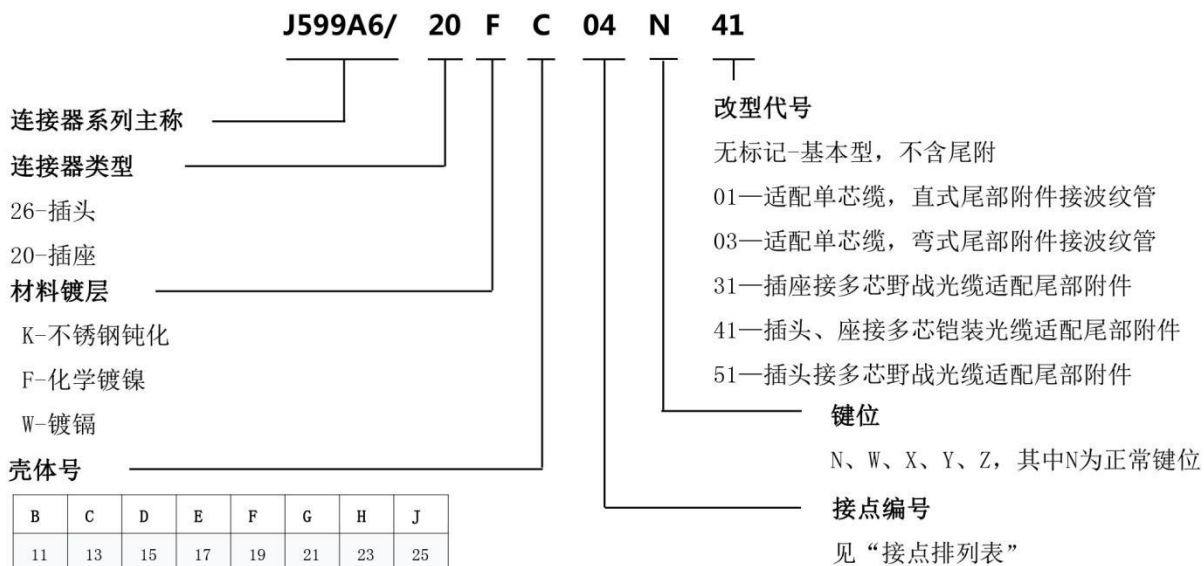 J599A6/ 20 F C 04 N 41
连接器系列主称
连接器类型
26-插头
20-插座
材料镀层
K-不锈钢钝化
F-化学镀镍
W-镀镉
壳体号
B C D E F G H J
11 13 15 17 19 21 23 25
改型代号
无标记-基本型，不含尾附
01—适配单芯缆，直式尾部附件接波纹管
03—适配单芯缆，弯式尾部附件接波纹管
31—插座接多芯野战光缆适配尾部附件
41—插头、座接多芯铠装光缆适配尾部附件
51—插头接多芯野战光缆适配尾部附件
键位
N、W、X、Y、Z，其中N为正常键位
接点编号
见“接点排列表”